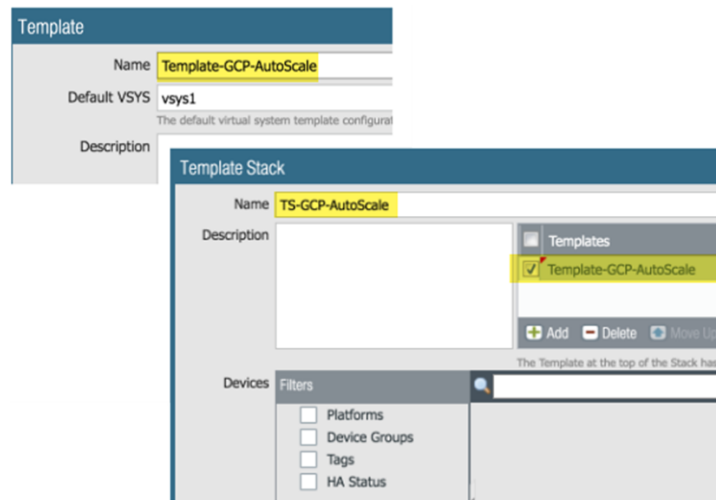 Template
Name Template-GCP-AutoScale
Default VSYS vsys1
The default virtual system template configurat
Description
Template Stack
Name TS-GCP-AutoScale
Description
Templates
Template-GCP-AutoScale
Add Delete Move Up
The Template at the top of the Stack has
Devices Filters
Platforms
Device Groups
Tags
HA Status